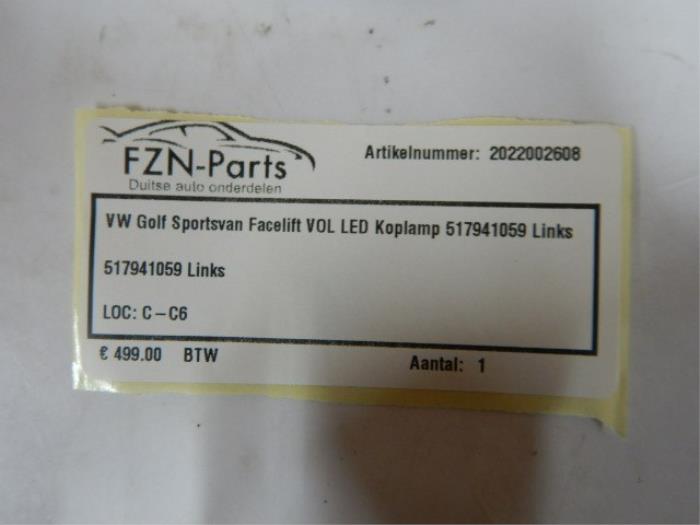 FZN-Parts
Duitse auto onderdelen
Artikelnummer: 2022002608
VW Golf Sportsvan Facelift VOL LED Koplamp 517941059 Links
517941059 Links
LOC: C-C6
€ 499.00 BTW
Aantal: 1